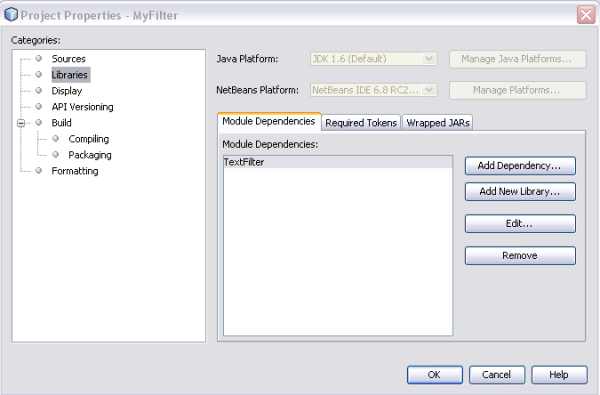 Project Properties - MyFilter
Categories:
Sources
Libraries
Display
API Versioning
Build
Compiling
Packaging
Formatting
Java Platform:
JDK 1.6 (Default)
Manage Java Platforms...
NetBeans Platform:
NetBeans IDE 6.8 RC2...
Manage Platforms...
Module Dependencies
Required Tokens
Wrapped JARs
Module Dependencies:
TextFilter
Add Dependency...
Add New Library...
Edit...
Remove
OK
Cancel
Help